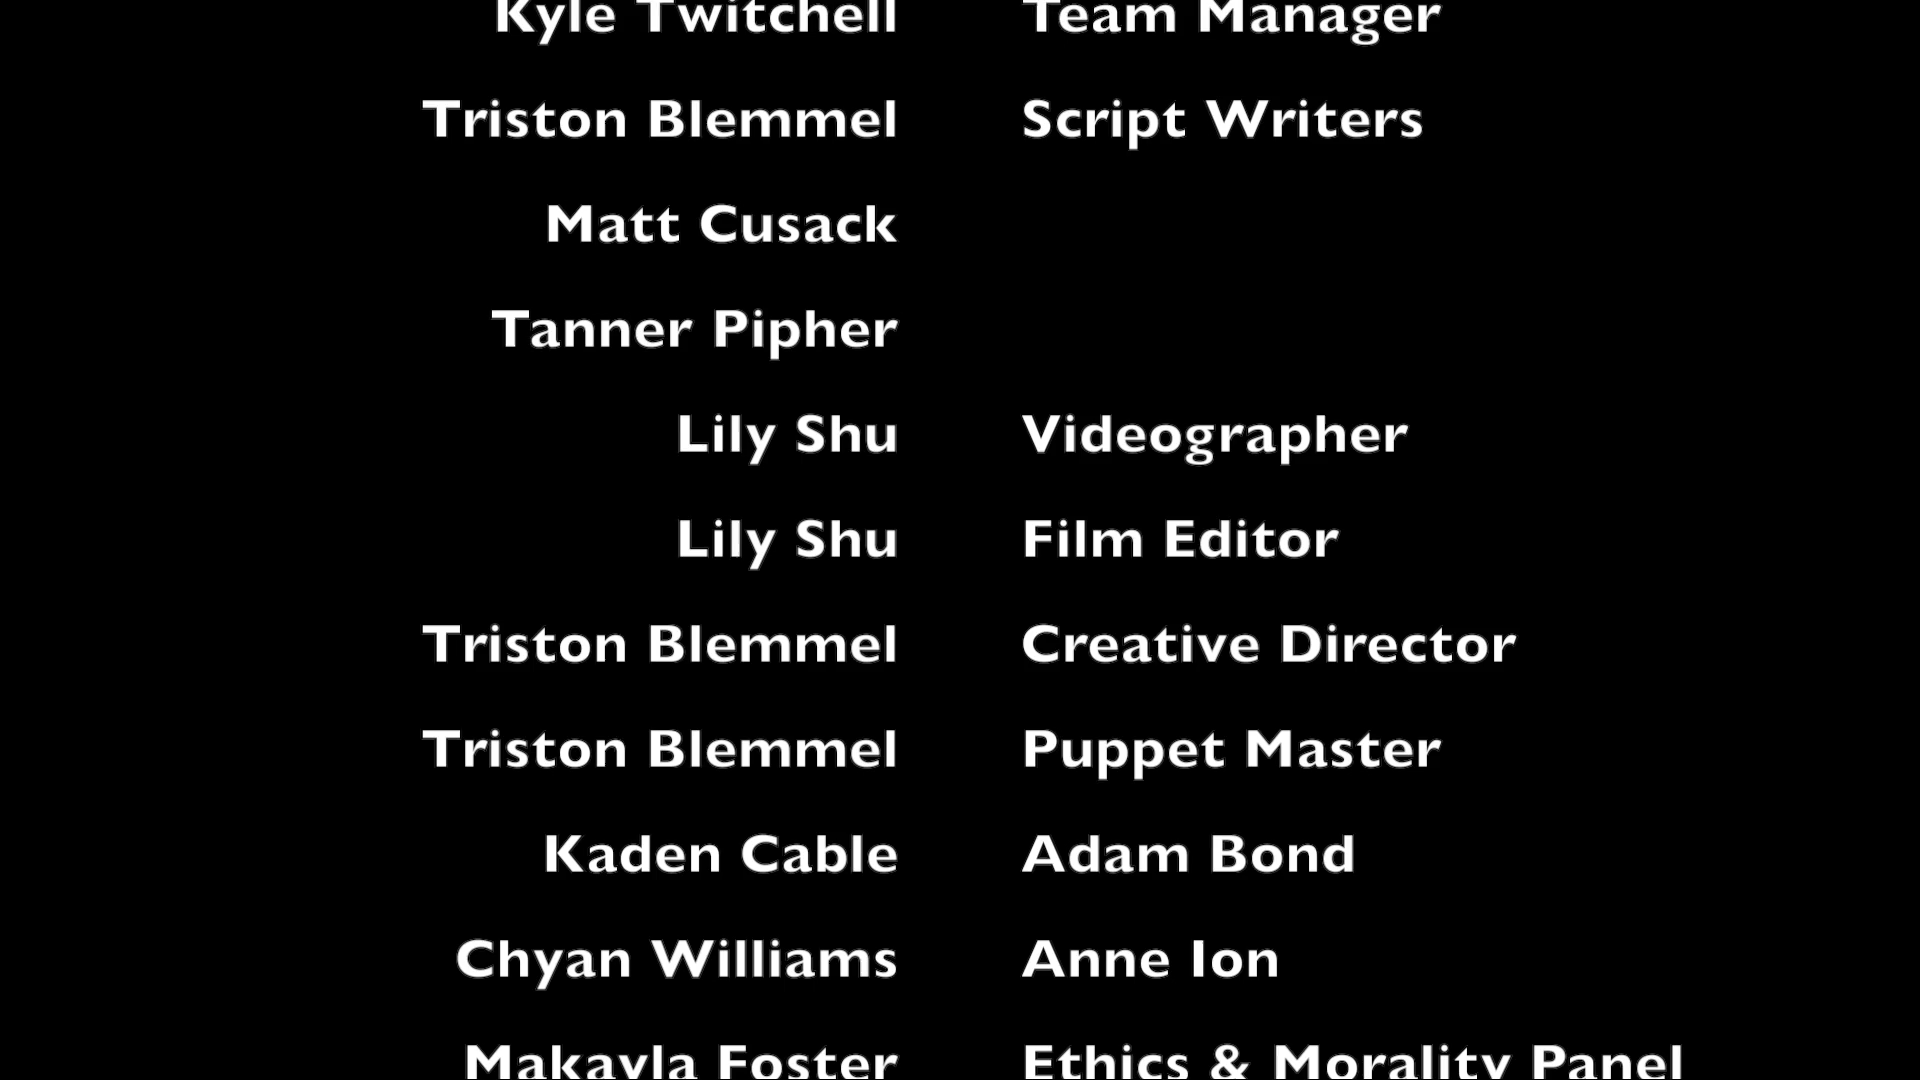 Kyle Twitchell Team Manager
Triston Blemmel Script Writers
Matt Cusack
Tanner Pipher
Lily Shu Videographer
Lily Shu Film Editor
Triston Blemmel Creative Director
Triston Blemmel Puppet Master
Kaden Cable Adam Bond
Chyan Williams Anne Ion
Makayla Foster Ethics & Morality Panel